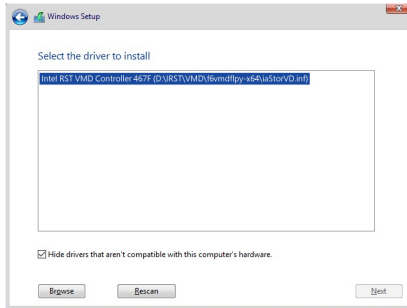 Windows Setup
Select the driver to install
Intel RST VMD Controller 467F (D:\IRST\VMD\f6vmdflpy-x64\iaStorVD.inf)
Hide drivers that aren't compatible with this computer's hardware.
Browse Rescan Next